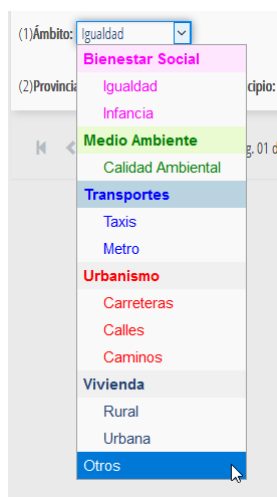 (1)Ámbito: Igualdad
Bienestar Social
(2)Provincia Igualdad cipio:
Infancia
Medio Ambiente
g. 01 d
Calidad Ambiental
Transportes
Taxis
Metro
Urbanismo
Carreteras
Calles
Caminos
Vivienda
Rural
Urbana
Otros